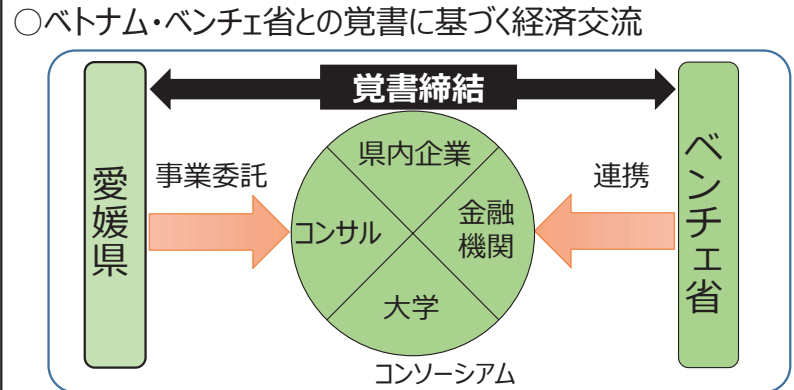 ○ベトナム・ベンチェ省との覚書に基づく経済交流
覚書締結
愛媛県
事業委託
県内企業
コンサル
金融
機関
大学
連携
ベンチェ省
コンソーシアム